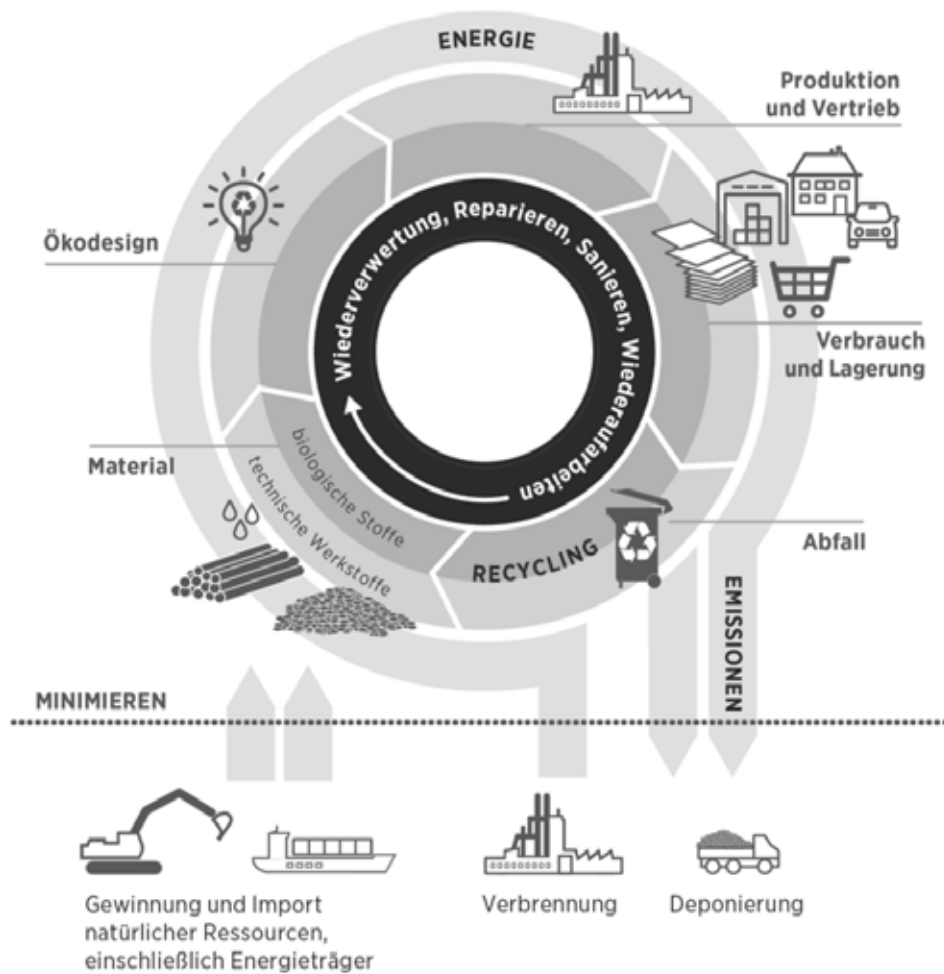 ENERGIE
Produktion
und Vertrieb
Ökodesign
Wiederverwertung, Reparieren, Sanieren, Wiederaufarbeiten
Verbrauch
und Lagerung
Material
biologische Stoffe
technische Werkstoffe
RECYCLING
Abfall
EMISSIONEN
MINIMIEREN
Gewinnung und Import
natürlicher Ressourcen,
einschließlich Energieträger
Verbrennung
Deponierung